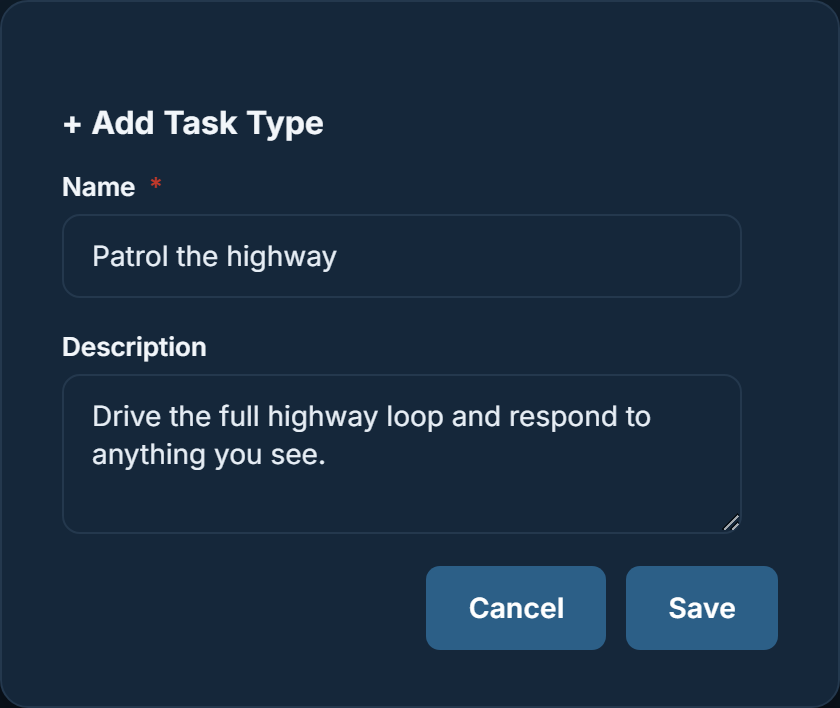 + Add Task Type
Name *
Patrol the highway
Description
Drive the full highway loop and respond to
anything you see.
Cancel Save